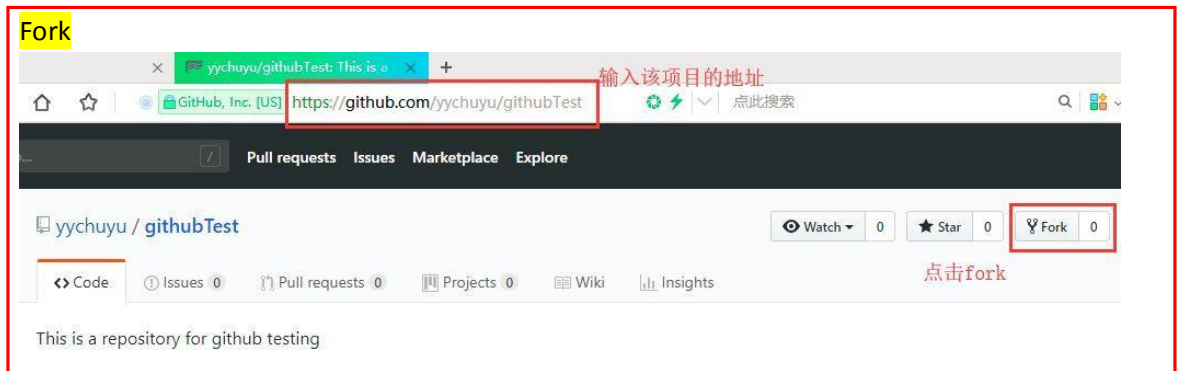 Fork
yychuyu/githubTest: This is a
输入该项目的地址
GitHub, Inc. [US] https://github.com/yychuyu/githubTest 点此搜索
Pull requests Issues Marketplace Explore
yychuyu / githubTest Watch 0 Star 0 Fork 0
点击fork
Code Issues 0 Pull requests 0 Projects 0 Wiki Insights
This is a repository for github testing